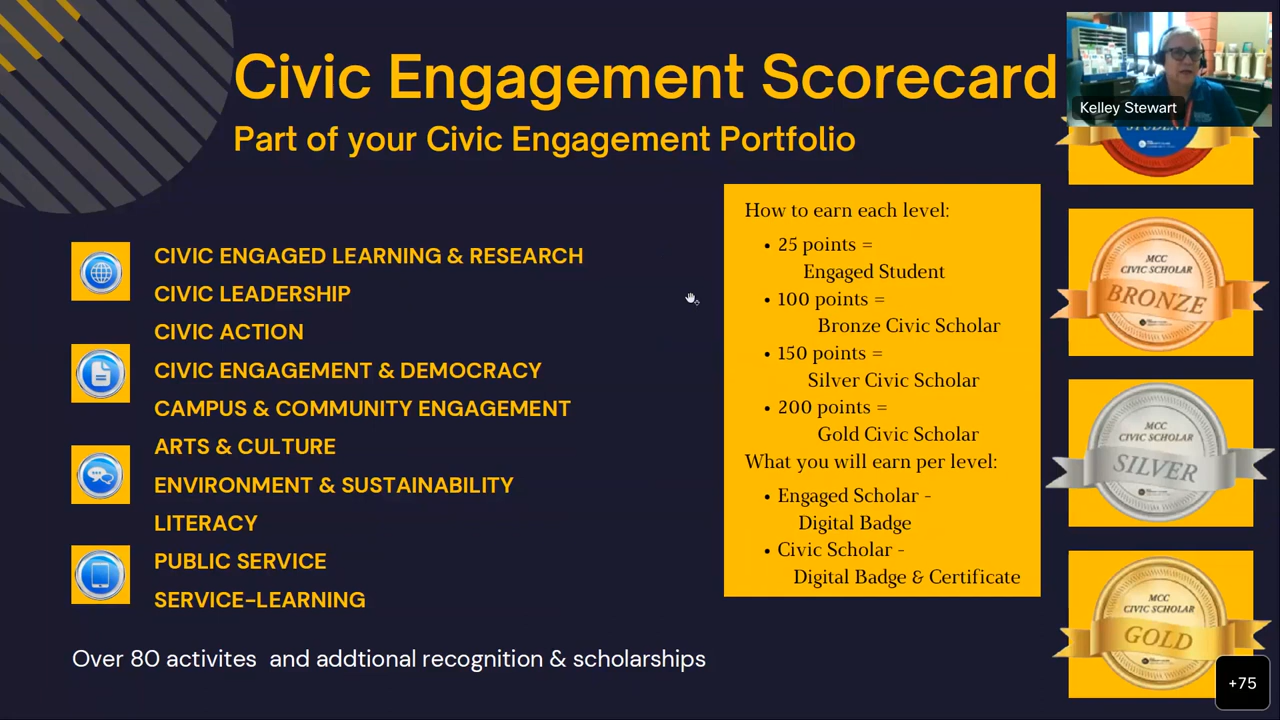 Civic Engagement Scorecard
Part of your Civic Engagement Portfolio
Kelley Stewart
STUDENT
CIVIC ENGAGED LEARNING & RESEARCH
CIVIC LEADERSHIP
CIVIC ACTION
CIVIC ENGAGEMENT & DEMOCRACY
CAMPUS & COMMUNITY ENGAGEMENT
ARTS & CULTURE
ENVIRONMENT & SUSTAINABILITY
LITERACY
PUBLIC SERVICE
SERVICE-LEARNING
Over 80 activites and addtional recognition & scholarships
How to earn each level:
• 25 points =
Engaged Student
• 100 points =
Bronze Civic Scholar
• 150 points =
Silver Civic Scholar
• 200 points =
Gold Civic Scholar
What you will earn per level:
• Engaged Scholar -
Digital Badge
• Civic Scholar -
Digital Badge & Certificate
MCC
CIVIC SCHOLAR
BRONZE
MCC
CIVIC SCHOLAR
SILVER
MCC
CIVIC SCHOLAR
GOLD
+75